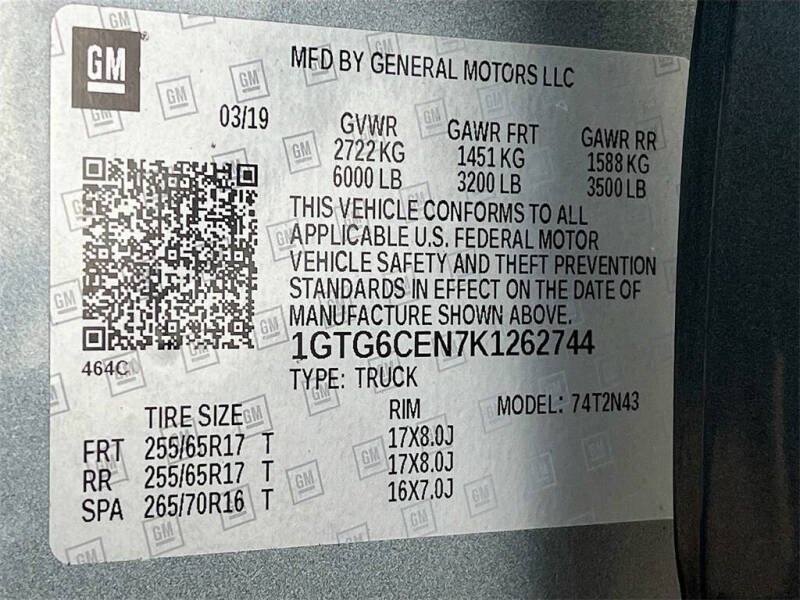 GM
MFD BY GENERAL MOTORS LLC
03/19
GVWR GAWR FRT GAWR RR
2722 KG 1451 KG 1588 KG
6000 LB 3200 LB 3500 LB
THIS VEHICLE CONFORMS TO ALL
APPLICABLE U.S. FEDERAL MOTOR
VEHICLE SAFETY AND THEFT PREVENTION
STANDARDS IN EFFECT ON THE DATE OF
MANUFACTURE SHOWN ABOVE.
1GTG6CEN7K1262744
464C
TYPE: TRUCK
TIRE SIZE RIM MODEL: 74T2N43
FRT 255/65R17 T 17X8.0J
RR 255/65R17 T 17X8.0J
SPA 265/70R16 T 16X7.0J